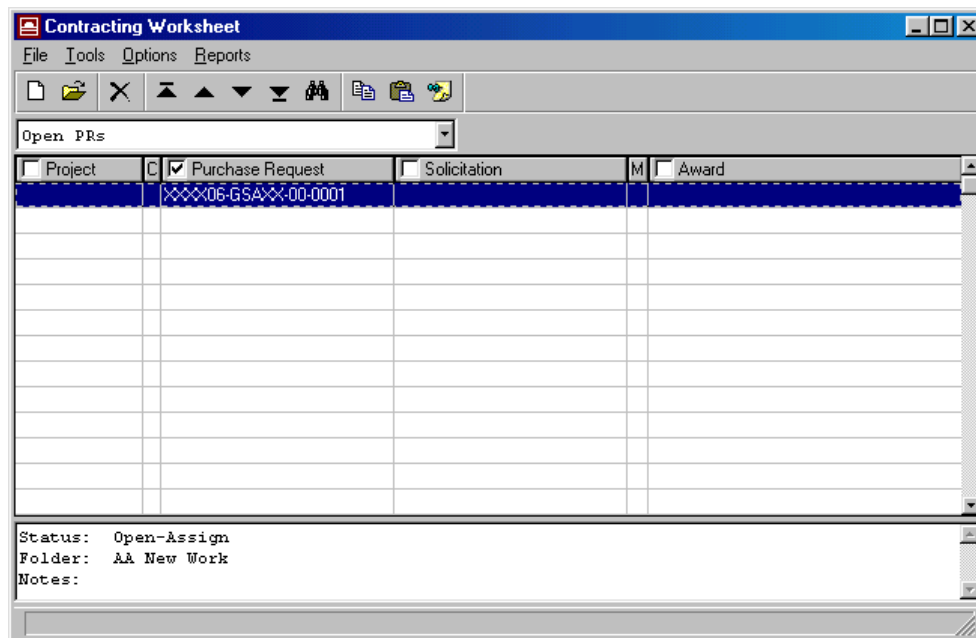 Contracting Worksheet
File Tools Options Reports
Open PRs
Project C Purchase Request Solicitation M Award
XXXX06-GSAXX-00-0001
Status: Open-Assign
Folder: AA New Work
Notes: